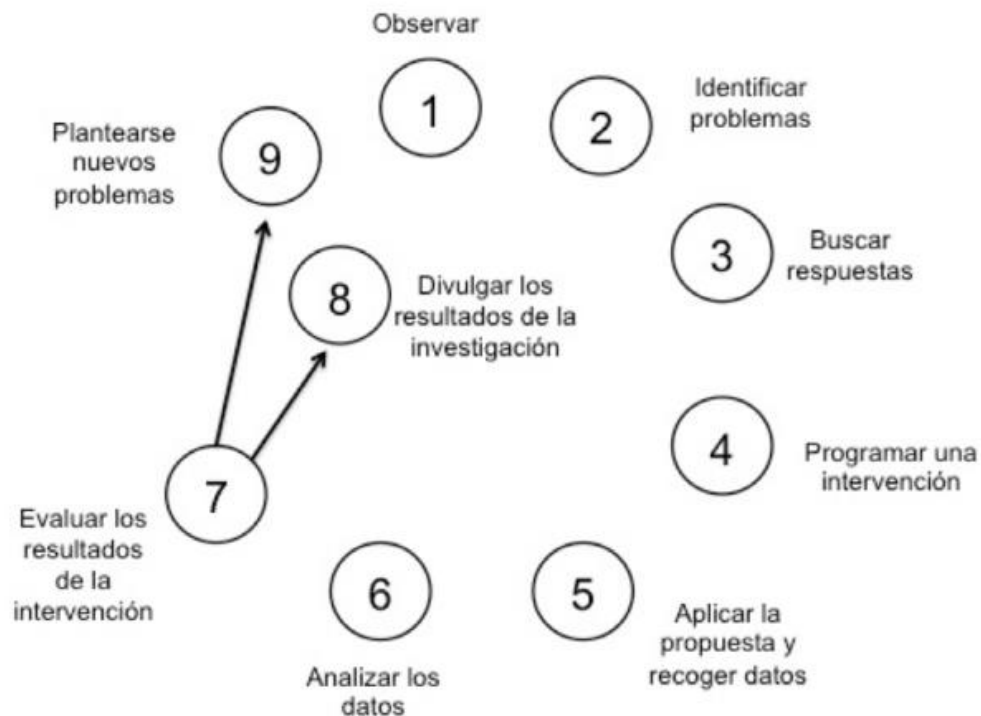 Observar
1
2
Identificar
problemas
3
Buscar
respuestas
4
Programar una
intervención
5
Aplicar la
propuesta y
recoger datos
6
Analizar los
datos
7
Evaluar los
resultados
de la
intervención
8
Divulgar los
resultados de la
investigación
9
Plantearse
nuevos
problemas